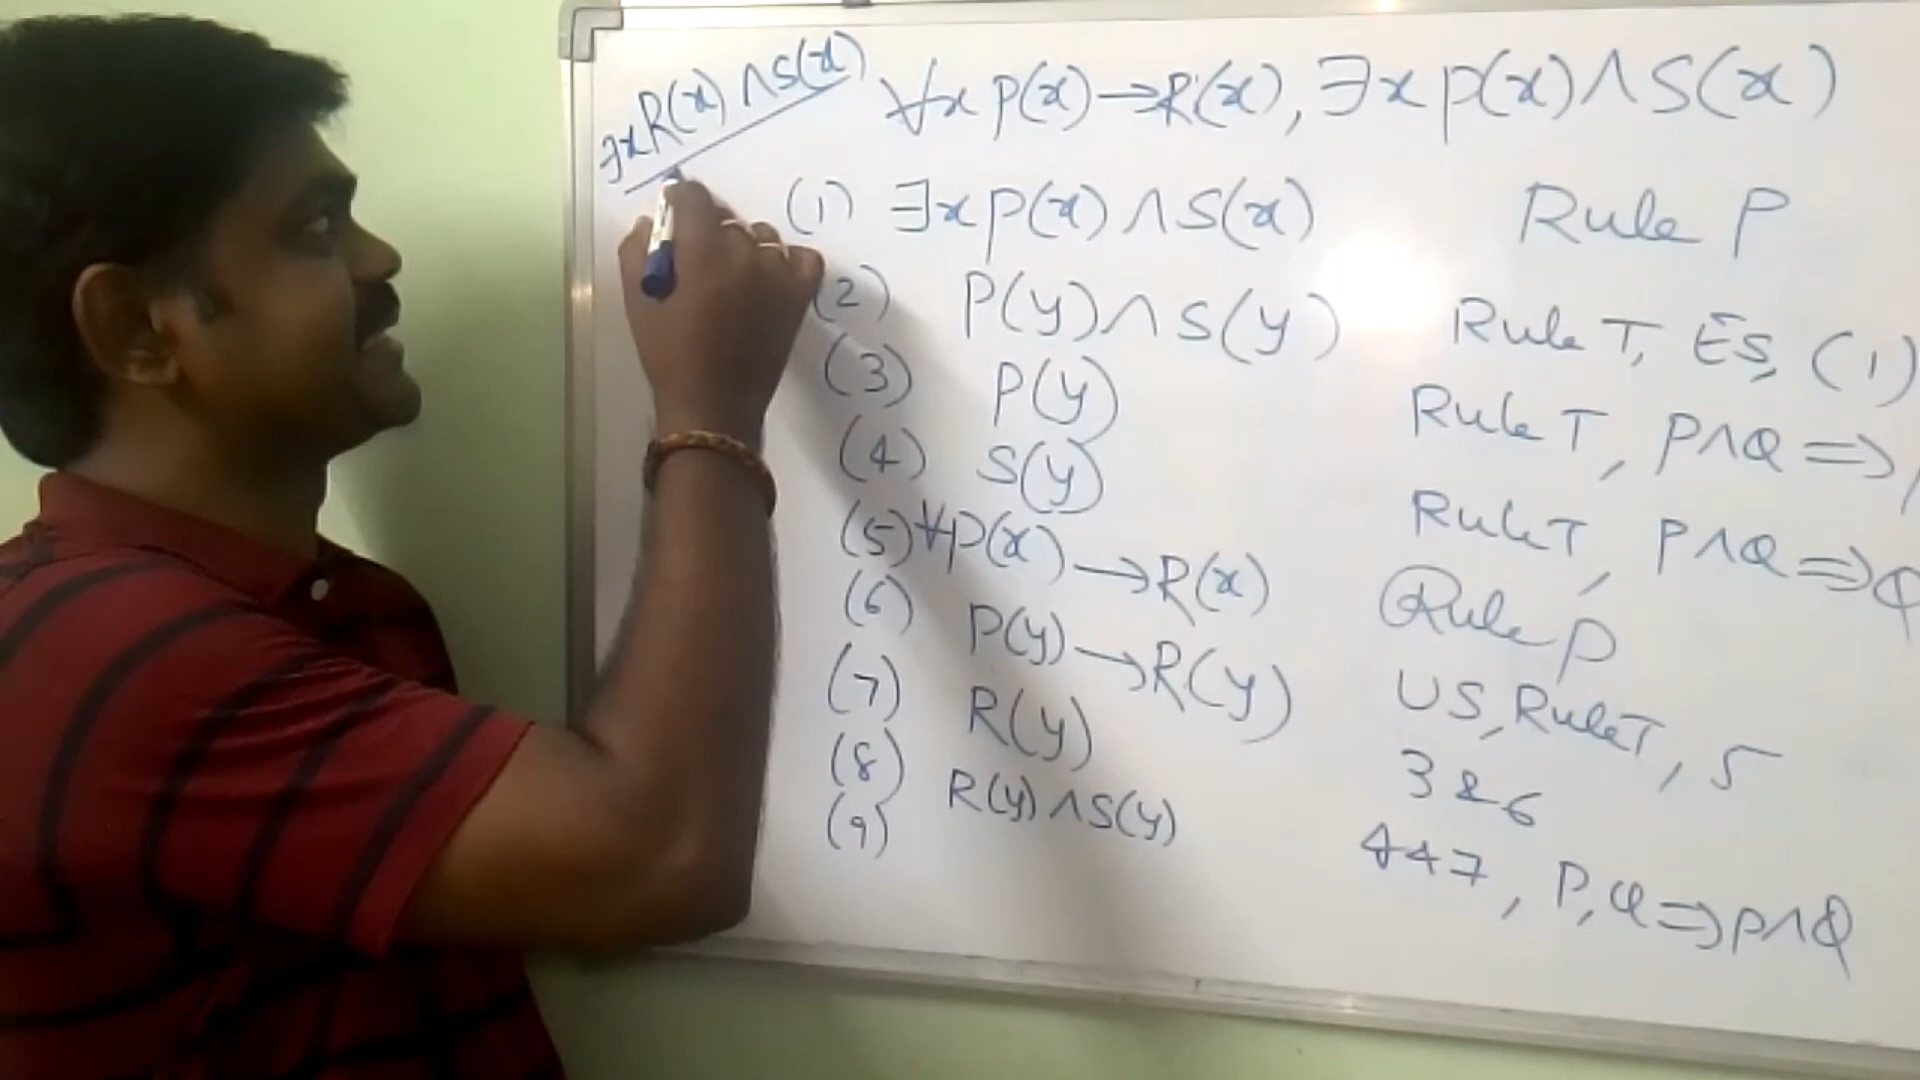 ∃x R(x) ∧ S(x)
∀x P(x) → R(x), ∃x p(x) ∧ S(x)
(1) ∃x P(x) ∧ S(x) Rule P
(2) P(y) ∧ S(y) Rule T, ES, (1)
(3) P(y) Rule T, P∧Q ⇒
(4) S(y) Rule T, P∧Q ⇒ Q
(5) ∀P(x) → R(x) Rule P
(6) P(y) → R(y) US, Rule T, 5
(7) R(y) 3 & 6
(8) R(y) ∧ S(y) 4 & 7, P, Q ⇒ P∧Q
(9)